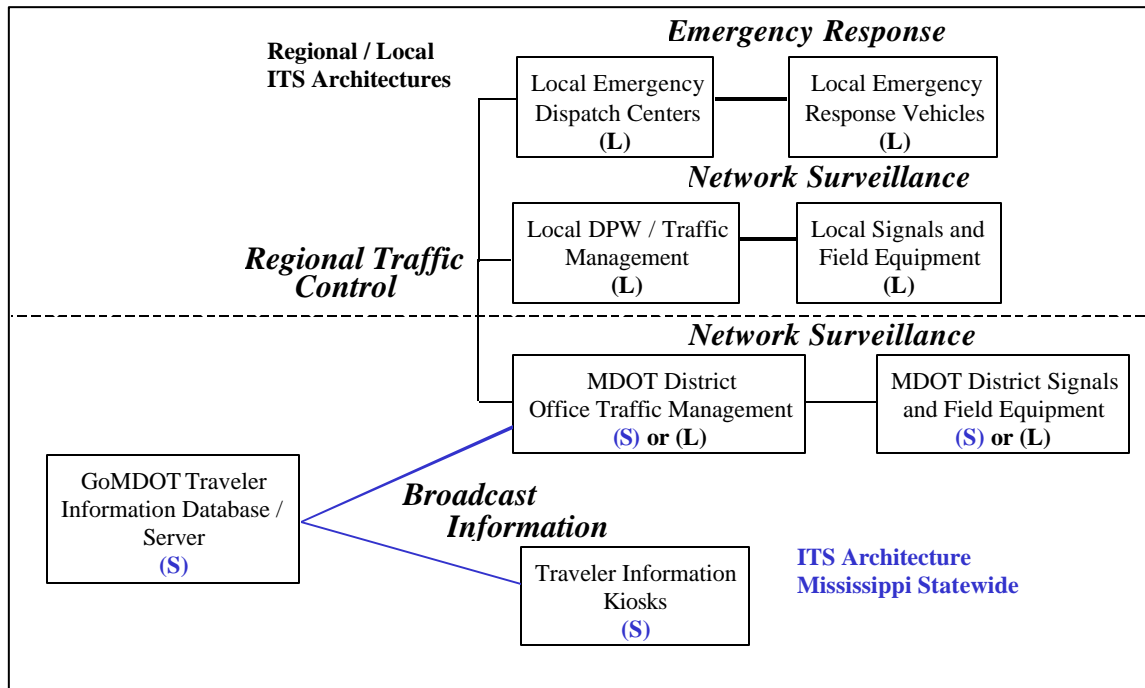 Emergency Response
Regional / Local
ITS Architectures
Local Emergency
Dispatch Centers
(L)
Local Emergency
Response Vehicles
(L)
Network Surveillance
Local DPW / Traffic
Management
(L)
Local Signals and
Field Equipment
(L)
Regional Traffic
Control
Network Surveillance
MDOT District
Office Traffic Management
(S) or (L)
MDOT District Signals
and Field Equipment
(S) or (L)
GoMDOT Traveler
Information Database /
Server
(S)
Broadcast
Information
Traveler Information
Kiosks
(S)
ITS Architecture
Mississippi Statewide